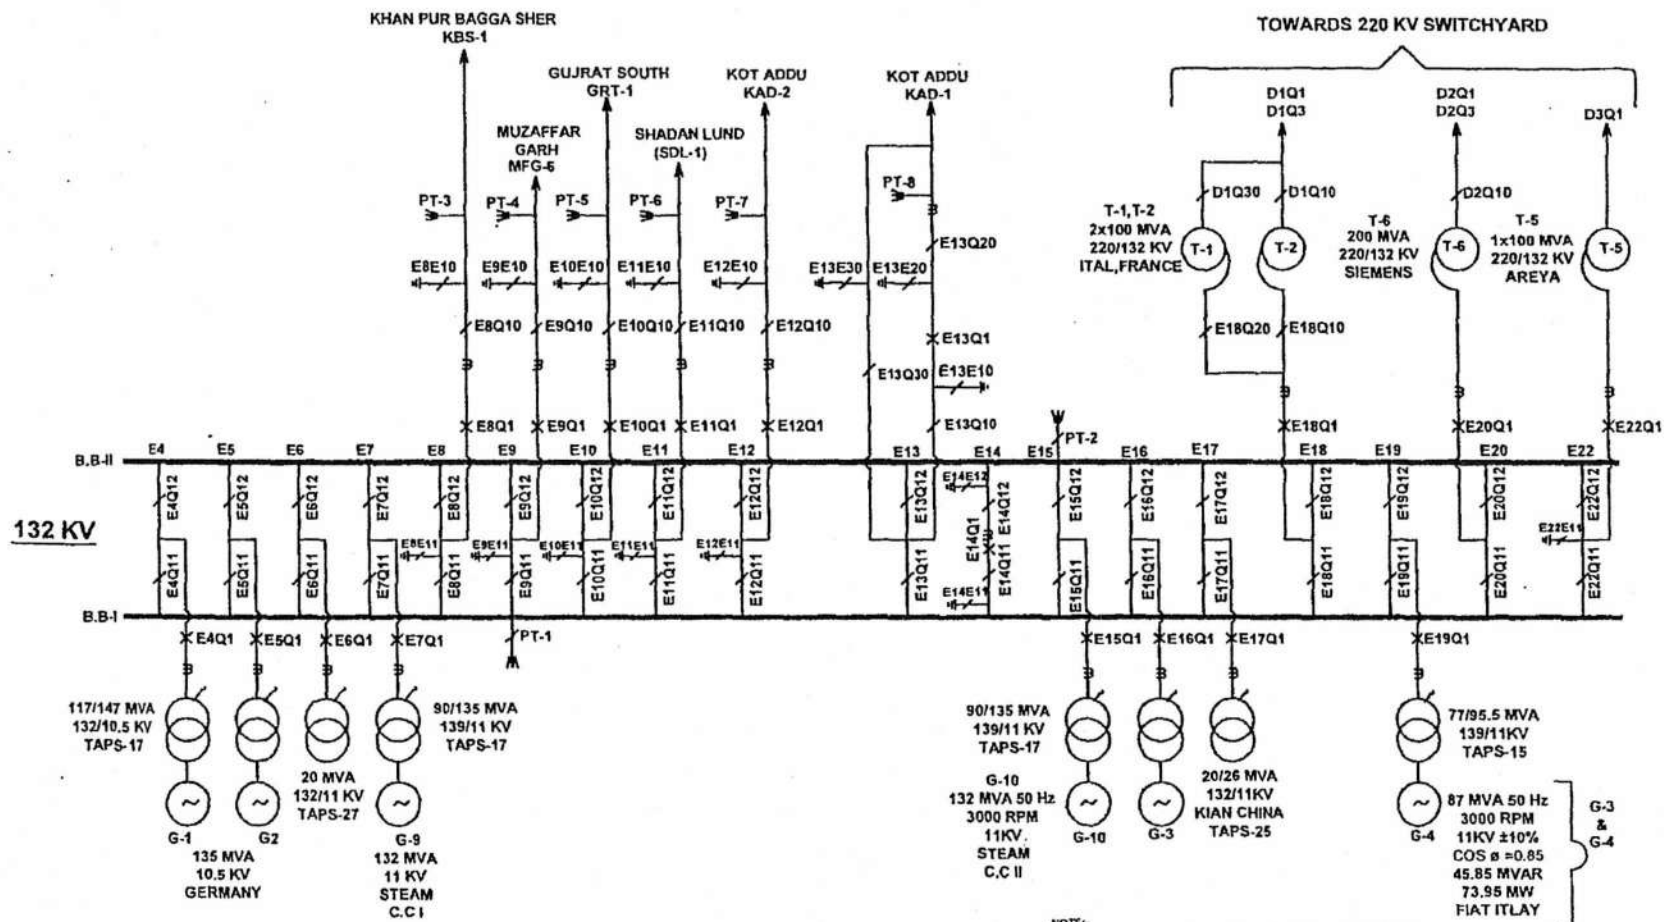 KHAN PUR BAGGA SHER
KBS-1
TOWARDS 220 KV SWITCHYARD
GUJRAT SOUTH
GRT-1
KOT ADDU
KAD-2
KOT ADDU
KAD-1
D1Q1
D1Q3
D2Q1
D2Q3
D3Q1
MUZAFFAR
GARH
MFG-6
SHADAN LUND
(SDL-1)
PT-3
PT-4
PT-5
PT-6
PT-7
PT-8
D1Q30
D1Q10
D2Q10
T-1,T-2
2x100 MVA
220/132 KV
ITAL,FRANCE
T-1
T-2
T-6
200 MVA
220/132 KV
SIEMENS
T-6
T-5
1x100 MVA
220/132 KV
AREYA
T-5
E13Q20
E8E10
E9E10
E10E10
E11E10
E12E10
E13E30
E13E20
E8Q10
E9Q10
E10Q10
E11Q10
E12Q10
E13Q1
E18Q20
E18Q10
E13Q30
E13E10
E8Q1
E9Q1
E10Q1
E11Q1
E12Q1
E13Q10
PT-2
E18Q1
E20Q1
E22Q1
B.B-II
E4
E5
E6
E7
E8
E9
E10
E11
E12
E13
E14
E15
E16
E17
E18
E19
E20
E22
E4Q12
E5Q12
E6Q12
E7Q12
E8Q12
E9Q12
E10Q12
E11Q12
E12Q12
E13Q12
E14E12
E14Q12
E15Q12
E16Q12
E17Q12
E18Q12
E19Q12
E20Q12
E22Q12
132 KV
E14Q1
E8E11
E9E11
E10E11
E11E11
E12E11
E22E11
E4Q11
E5Q11
E6Q11
E7Q11
E8Q11
E9Q11
E10Q11
E11Q11
E12Q11
E13Q11
E14Q11
E14E11
E15Q11
E16Q11
E17Q11
E18Q11
E19Q11
E20Q11
E22Q11
B.B-I
E4Q1
E5Q1
E6Q1
E7Q1
PT-1
E15Q1
E16Q1
E17Q1
E19Q1
117/147 MVA
132/10.5 KV
TAPS-17
90/135 MVA
139/11 KV
TAPS-17
90/135 MVA
139/11 KV
TAPS-17
77/95.5 MVA
139/11KV
TAPS-15
20 MVA
132/11 KV
TAPS-27
20/26 MVA
132/11KV
KIAN CHINA
TAPS-25
G-1
G2
135 MVA
10.5 KV
GERMANY
G-9
132 MVA
11 KV
STEAM
C.C I
G-10
132 MVA 50 Hz
3000 RPM
11KV.
STEAM
C,C II
G-10
G-3
G-4
87 MVA 50 Hz
3000 RPM
11KV ±10%
COS ø =0.85
45.85 MVAR
73.95 MW
FIAT ITLAY
G-3
&
G-4